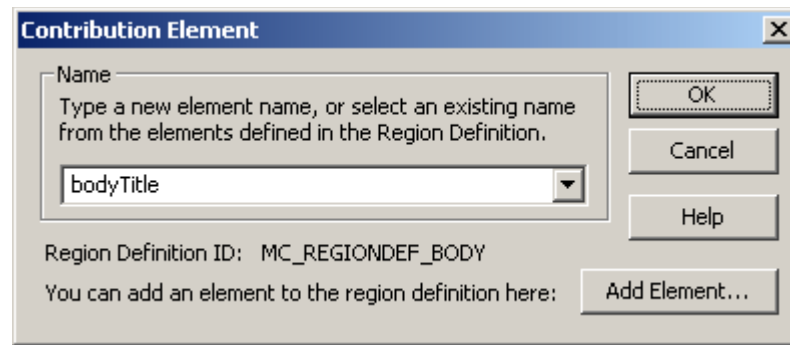 Contribution Element
Name
Type a new element name, or select an existing name
from the elements defined in the Region Definition.
bodyTitle
OK
Cancel
Help
Region Definition ID: MC_REGIONDEF_BODY
You can add an element to the region definition here:
Add Element...